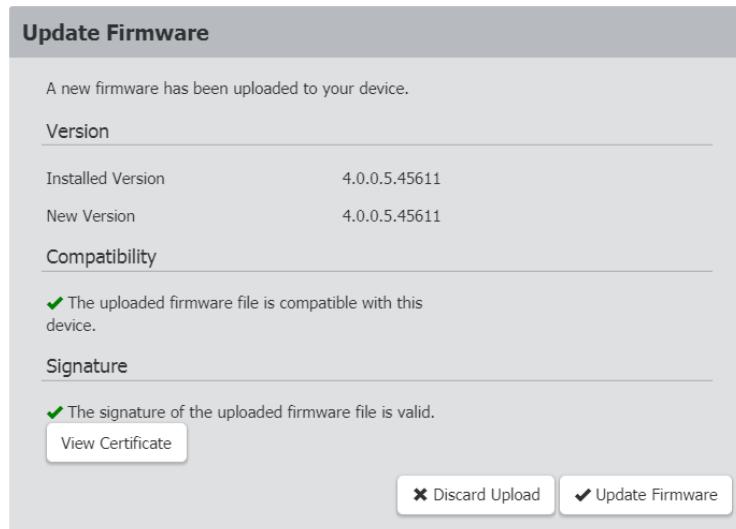 Update Firmware
A new firmware has been uploaded to your device.
Version
Installed Version 4.0.0.5.45611
New Version 4.0.0.5.45611
Compatibility
The uploaded firmware file is compatible with this
device.
Signature
The signature of the uploaded firmware file is valid.
View Certificate
Discard Upload Update Firmware